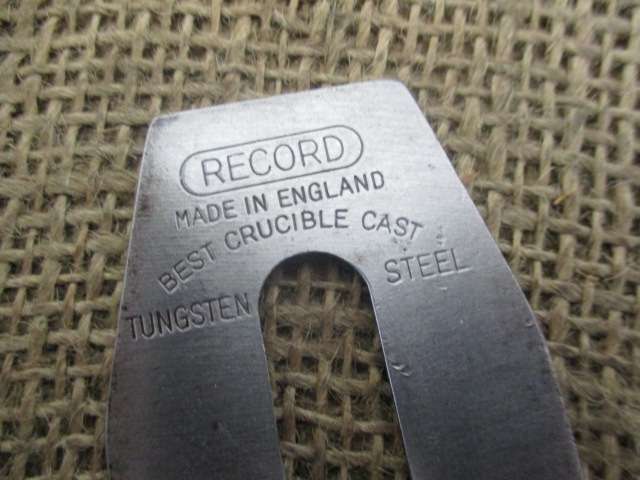 RECORD
MADE IN ENGLAND
BEST CRUCIBLE CAST
TUNGSTEN STEEL